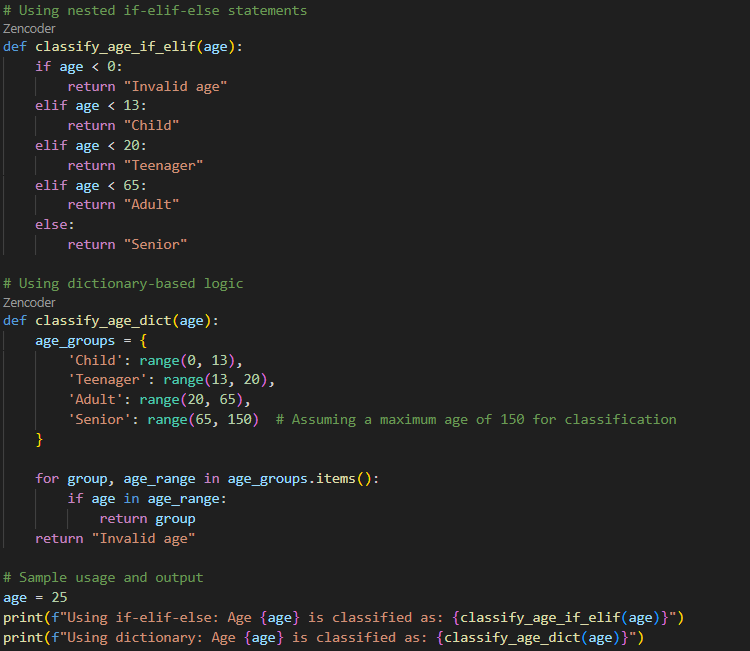 # Using nested if-elif-else statements
Zencoder
def classify_age_if_elif(age):
    if age < 0:
        return "Invalid age"
    elif age < 13:
        return "Child"
    elif age < 20:
        return "Teenager"
    elif age < 65:
        return "Adult"
    else:
        return "Senior"

# Using dictionary-based logic
Zencoder
def classify_age_dict(age):
    age_groups = {
        'Child': range(0, 13),
        'Teenager': range(13, 20),
        'Adult': range(20, 65),
        'Senior': range(65, 150)  # Assuming a maximum age of 150 for classification
    }

    for group, age_range in age_groups.items():
        if age in age_range:
            return group
    return "Invalid age"

# Sample usage and output
age = 25
print(f"Using if-elif-else: Age {age} is classified as: {classify_age_if_elif(age)}")
print(f"Using dictionary: Age {age} is classified as: {classify_age_dict(age)}")